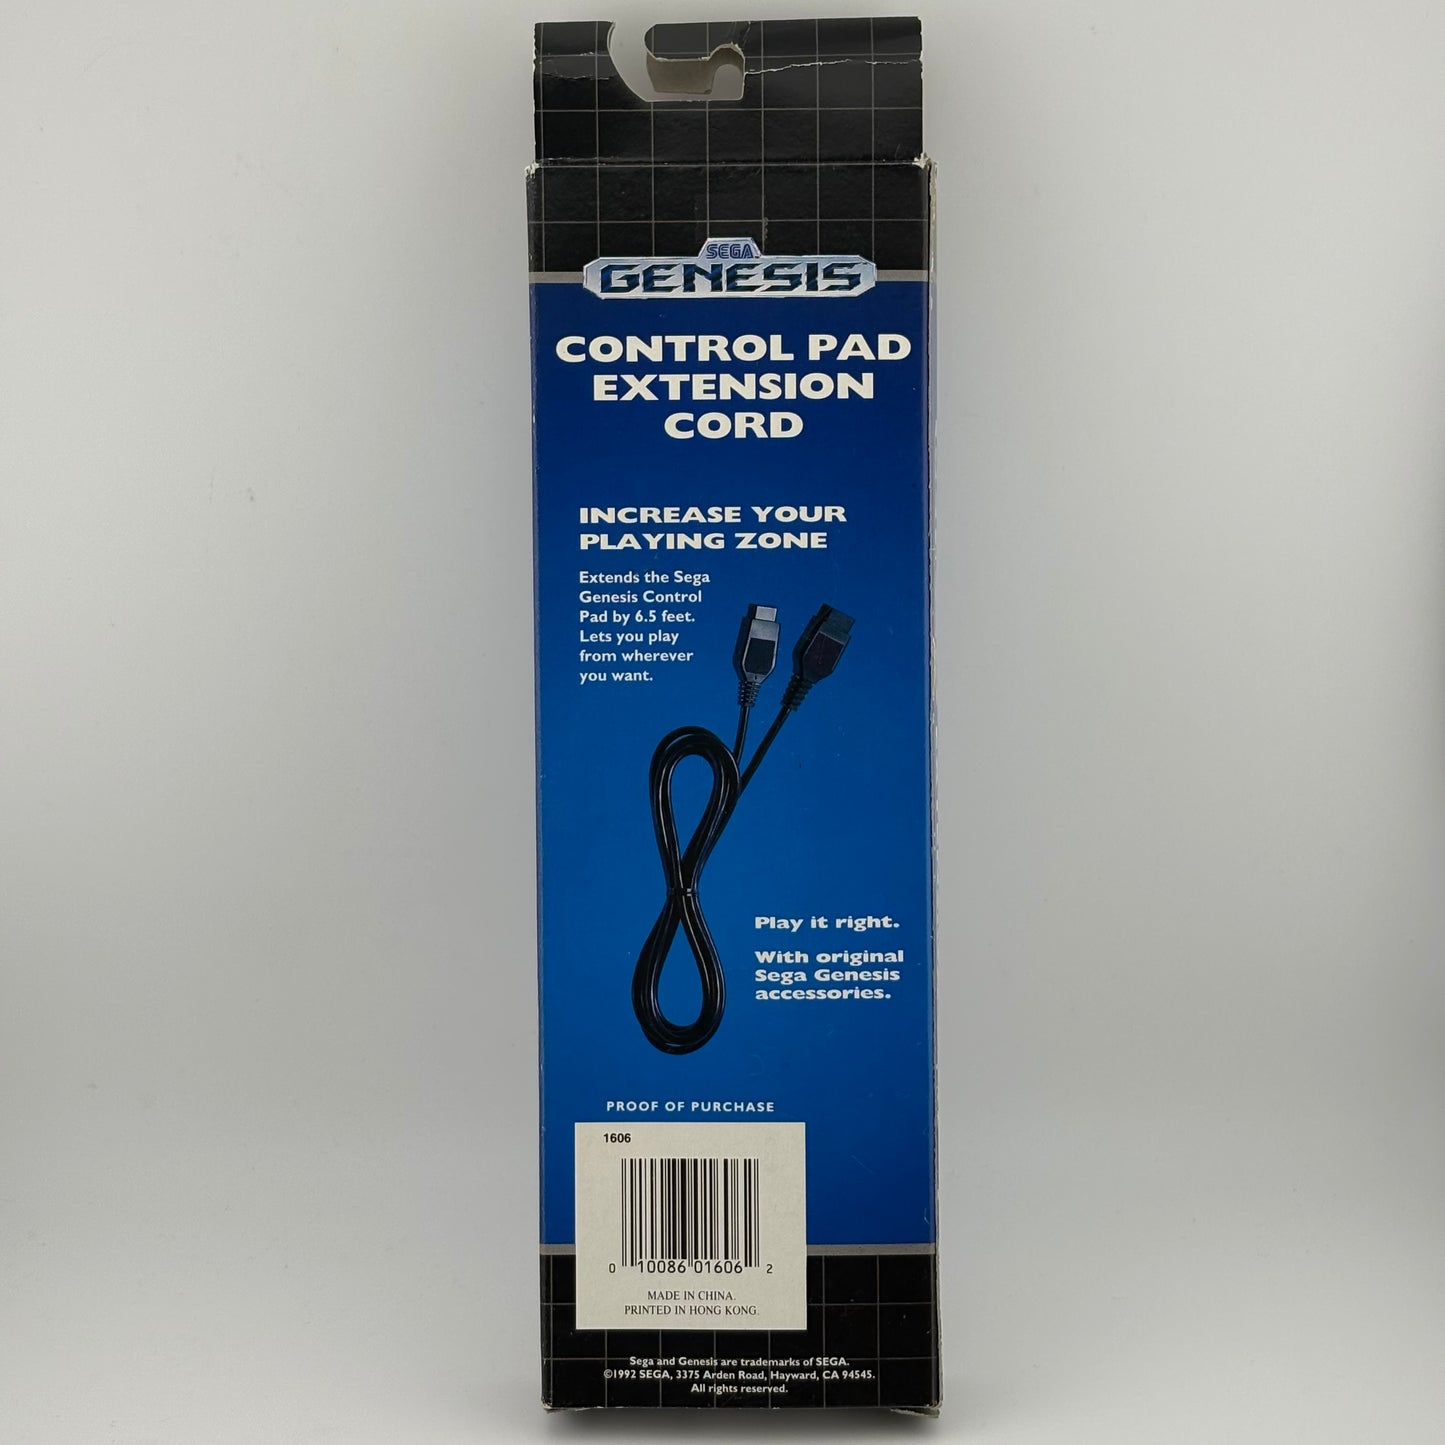 SEGA
GENESIS
CONTROL PAD
EXTENSION
CORD
INCREASE YOUR
PLAYING ZONE
Extends the Sega
Genesis Control
Pad by 6.5 feet.
Lets you play
from wherever
you want.
Play it right.
With original
Sega Genesis
accessories.
PROOF OF PURCHASE
1606
0 10086 01606 2
MADE IN CHINA.
PRINTED IN HONG KONG.
Sega and Genesis are trademarks of SEGA.
©1992 SEGA, 3375 Arden Road, Hayward, CA 94545.
All rights reserved.